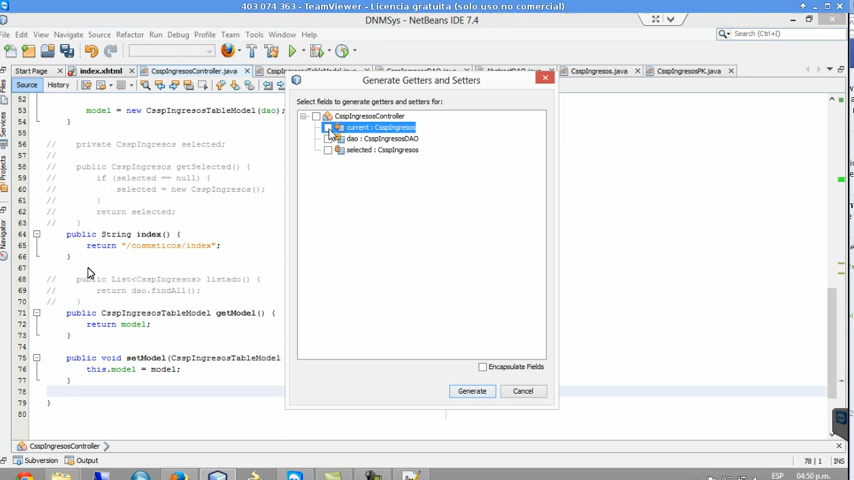 403 074 363 - TeamViewer - Licencia gratuita (solo uso no comercial)
DNMSys - NetBeans IDE 7.4
File Edit View Navigate Source Refactor Run Debug Profile Team Tools Window Help
Search (Ctrl+I)
Start Page
index.xhtml
CsspIngresosController.java
CsspIngresos.java
CsspIngresosPK.java
Source History
Files
Services
Projects
Navigator
52
53 model = new CsspIngresosTableModel(dao);
54 }
55
56 // private CsspIngresos selected;
57 //
58 // public CsspIngresos getSelected() {
59 // if (selected == null) {
60 // selected = new CsspIngresos();
61 // }
62 // return selected;
63 // }
64 public String index() {
65 return "/cosmeticos/index";
66 }
67
68 // public List<CsspIngresos> listado() {
69 // return dao.findAll();
70 // }
71 public CsspIngresosTableModel getModel() {
72 return model;
73 }
74
75 public void setModel(CsspIngresosTableModel
76 this.model = model;
77 }
78
79 }
80
Generate Getters and Setters
Select fields to generate getters and setters for:
CsspIngresosController
current : CsspIngresos
dao : CsspIngresosDAO
selected : CsspIngresos
Encapsulate Fields
Generate Cancel
CsspIngresosController
Subversion Output
78 | 1 INS
ESP 04:50 p.m.